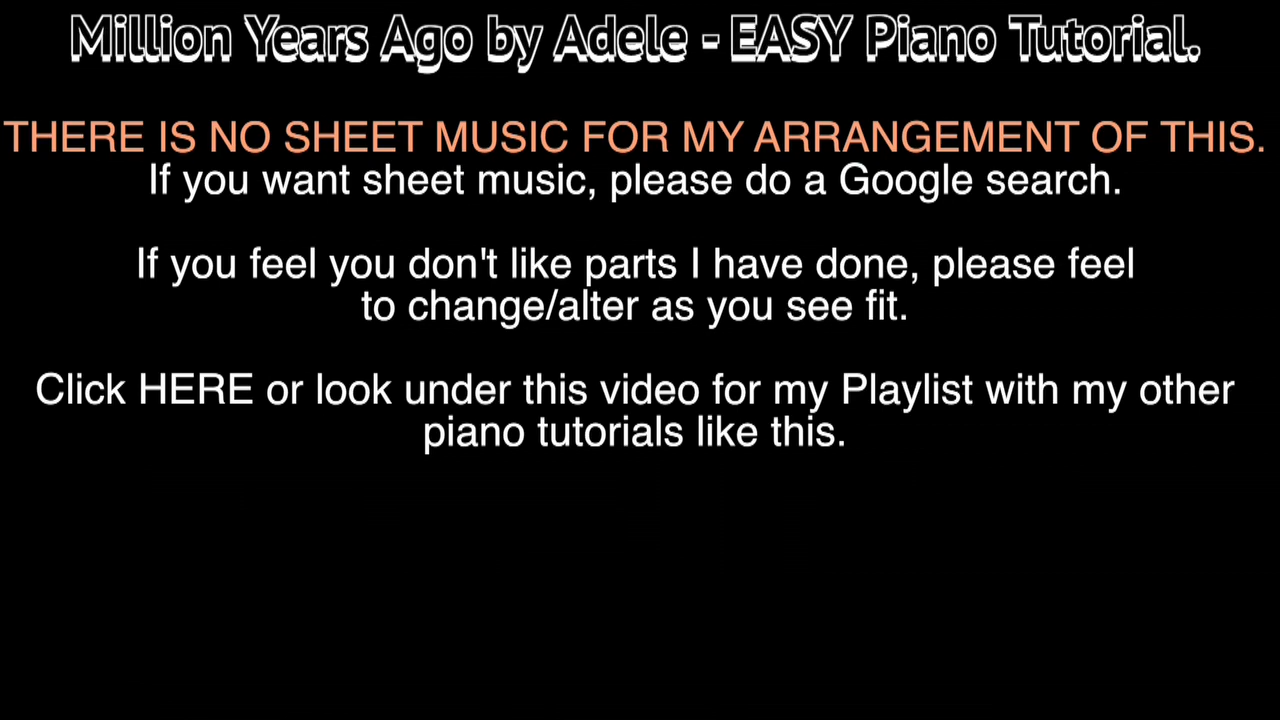 Million Years Ago by Adele - EASY Piano Tutorial.
THERE IS NO SHEET MUSIC FOR MY ARRANGEMENT OF THIS.
If you want sheet music, please do a Google search.
If you feel you don't like parts I have done, please feel
to change/alter as you see fit.
Click HERE or look under this video for my Playlist with my other
piano tutorials like this.